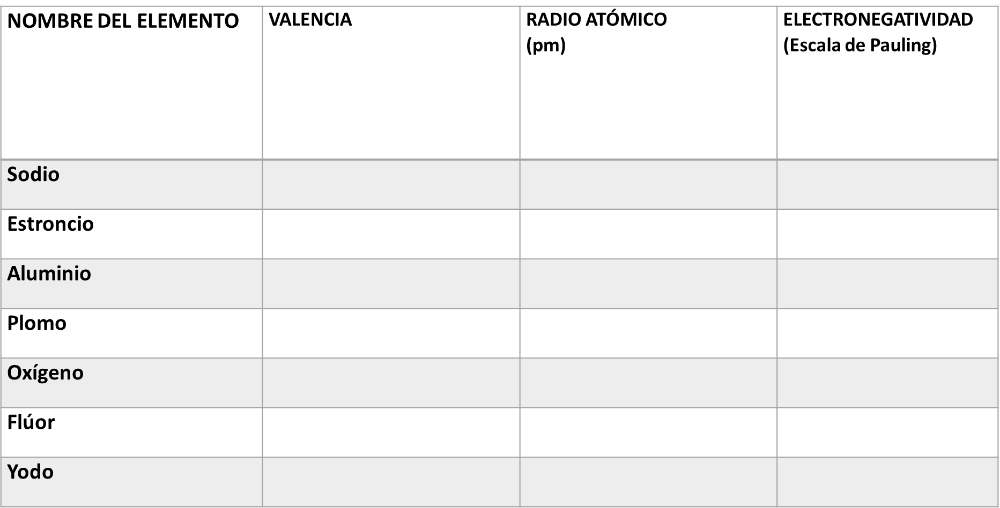 NOMBRE DEL ELEMENTO
VALENCIA
RADIO ATÓMICO
(pm)
ELECTRONEGATIVIDAD
(Escala de Pauling)
Sodio
Estroncio
Aluminio
Plomo
Oxígeno
Flúor
Yodo